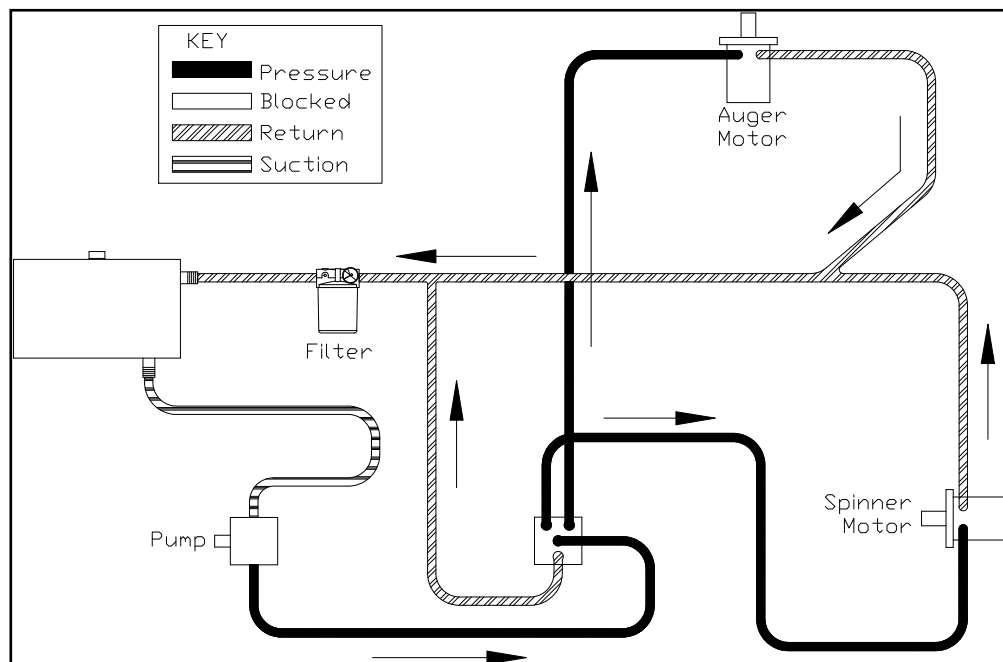 KEY
Pressure
Blocked
Return
Suction
Auger
Motor
Filter
Spinner
Motor
Pump